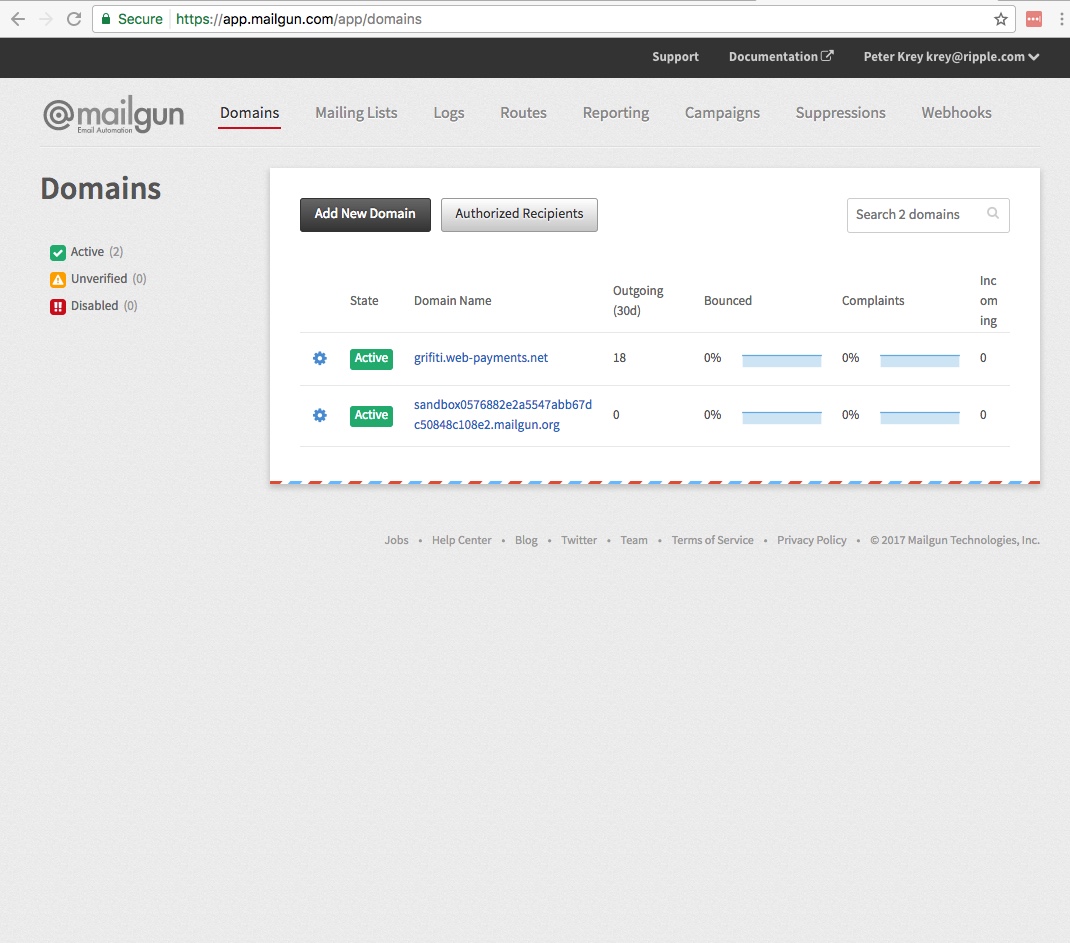 Secure https://app.mailgun.com/app/domains
Support Documentation Peter Krey krey@ripple.com
@mailgun
Email Automation
Domains Mailing Lists Logs Routes Reporting Campaigns Suppressions Webhooks
Domains
Active (2)
Unverified (0)
Disabled (0)
Add New Domain Authorized Recipients Search 2 domains
State Domain Name Outgoing (30d) Bounced Complaints Incoming
Active grifiti.web-payments.net 18 0% 0% 0
Active sandbox0576882e2a5547abb67d 0 0% 0% 0
c50848c108e2.mailgun.org
Jobs • Help Center • Blog • Twitter • Team • Terms of Service • Privacy Policy • © 2017 Mailgun Technologies, Inc.